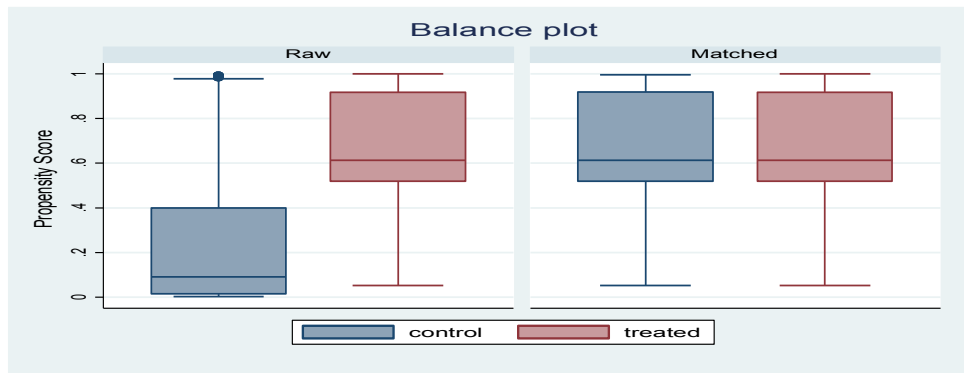 Balance plot
Raw
Matched
Propensity Score
1
.8
.6
.4
.2
0
control
treated